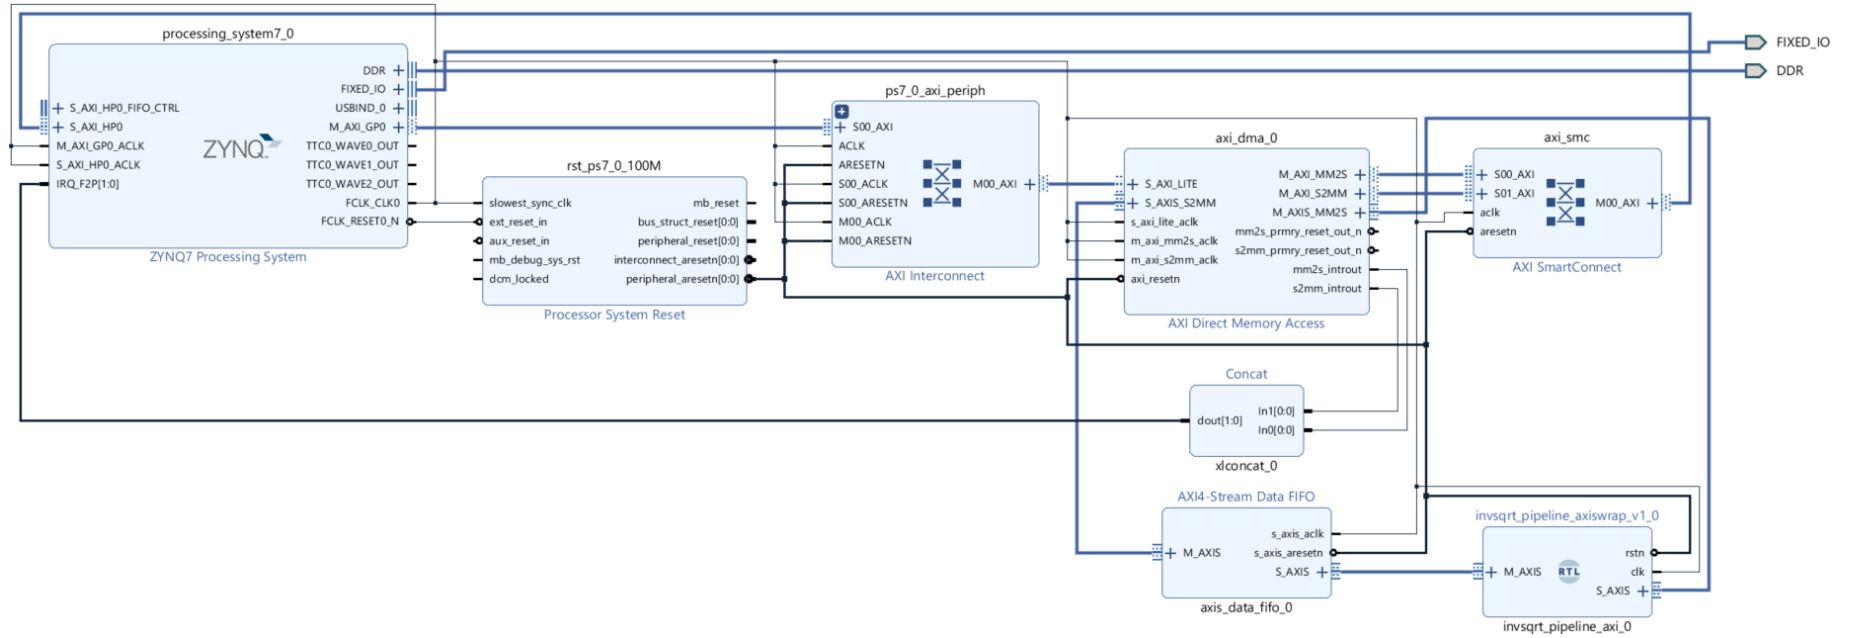 processing_system7_0
DDR
FIXED_IO
S_AXI_HP0_FIFO_CTRL
USBIND_0
S_AXI_HP0
M_AXI_GP0
M_AXI_GP0_ACLK
TTC0_WAVE0_OUT
S_AXI_HP0_ACLK
TTC0_WAVE1_OUT
IRQ_F2P[1:0]
TTC0_WAVE2_OUT
FCLK_CLK0
FCLK_RESET0_N
ZYNQ
ZYNQ7 Processing System
rst_ps7_0_100M
slowest_sync_clk
mb_reset
ext_reset_in
bus_struct_reset[0:0]
aux_reset_in
peripheral_reset[0:0]
mb_debug_sys_rst
interconnect_aresetn[0:0]
dcm_locked
peripheral_aresetn[0:0]
Processor System Reset
ps7_0_axi_periph
S00_AXI
ACLK
ARESETN
S00_ACLK
M00_AXI
S00_ARESETN
M00_ACLK
M00_ARESETN
AXI Interconnect
axi_dma_0
M_AXI_MM2S
S_AXI_LITE
M_AXI_S2MM
S_AXIS_S2MM
M_AXIS_MM2S
s_axi_lite_aclk
mm2s_prmry_reset_out_n
m_axi_mm2s_aclk
s2mm_prmry_reset_out_n
m_axi_s2mm_aclk
mm2s_introut
axi_resetn
s2mm_introut
AXI Direct Memory Access
axi_smc
S00_AXI
S01_AXI
M00_AXI
aclk
aresetn
AXI SmartConnect
FIXED_IO
DDR
Concat
In1[0:0]
dout[1:0]
In0[0:0]
xlconcat_0
AXI4-Stream Data FIFO
s_axis_aclk
M_AXIS
s_axis_aresetn
S_AXIS
axis_data_fifo_0
invsqrt_pipeline_axiswrap_v1_0
rstn
M_AXIS
RTL
clk
S_AXIS
invsqrt_pipeline_axi_0